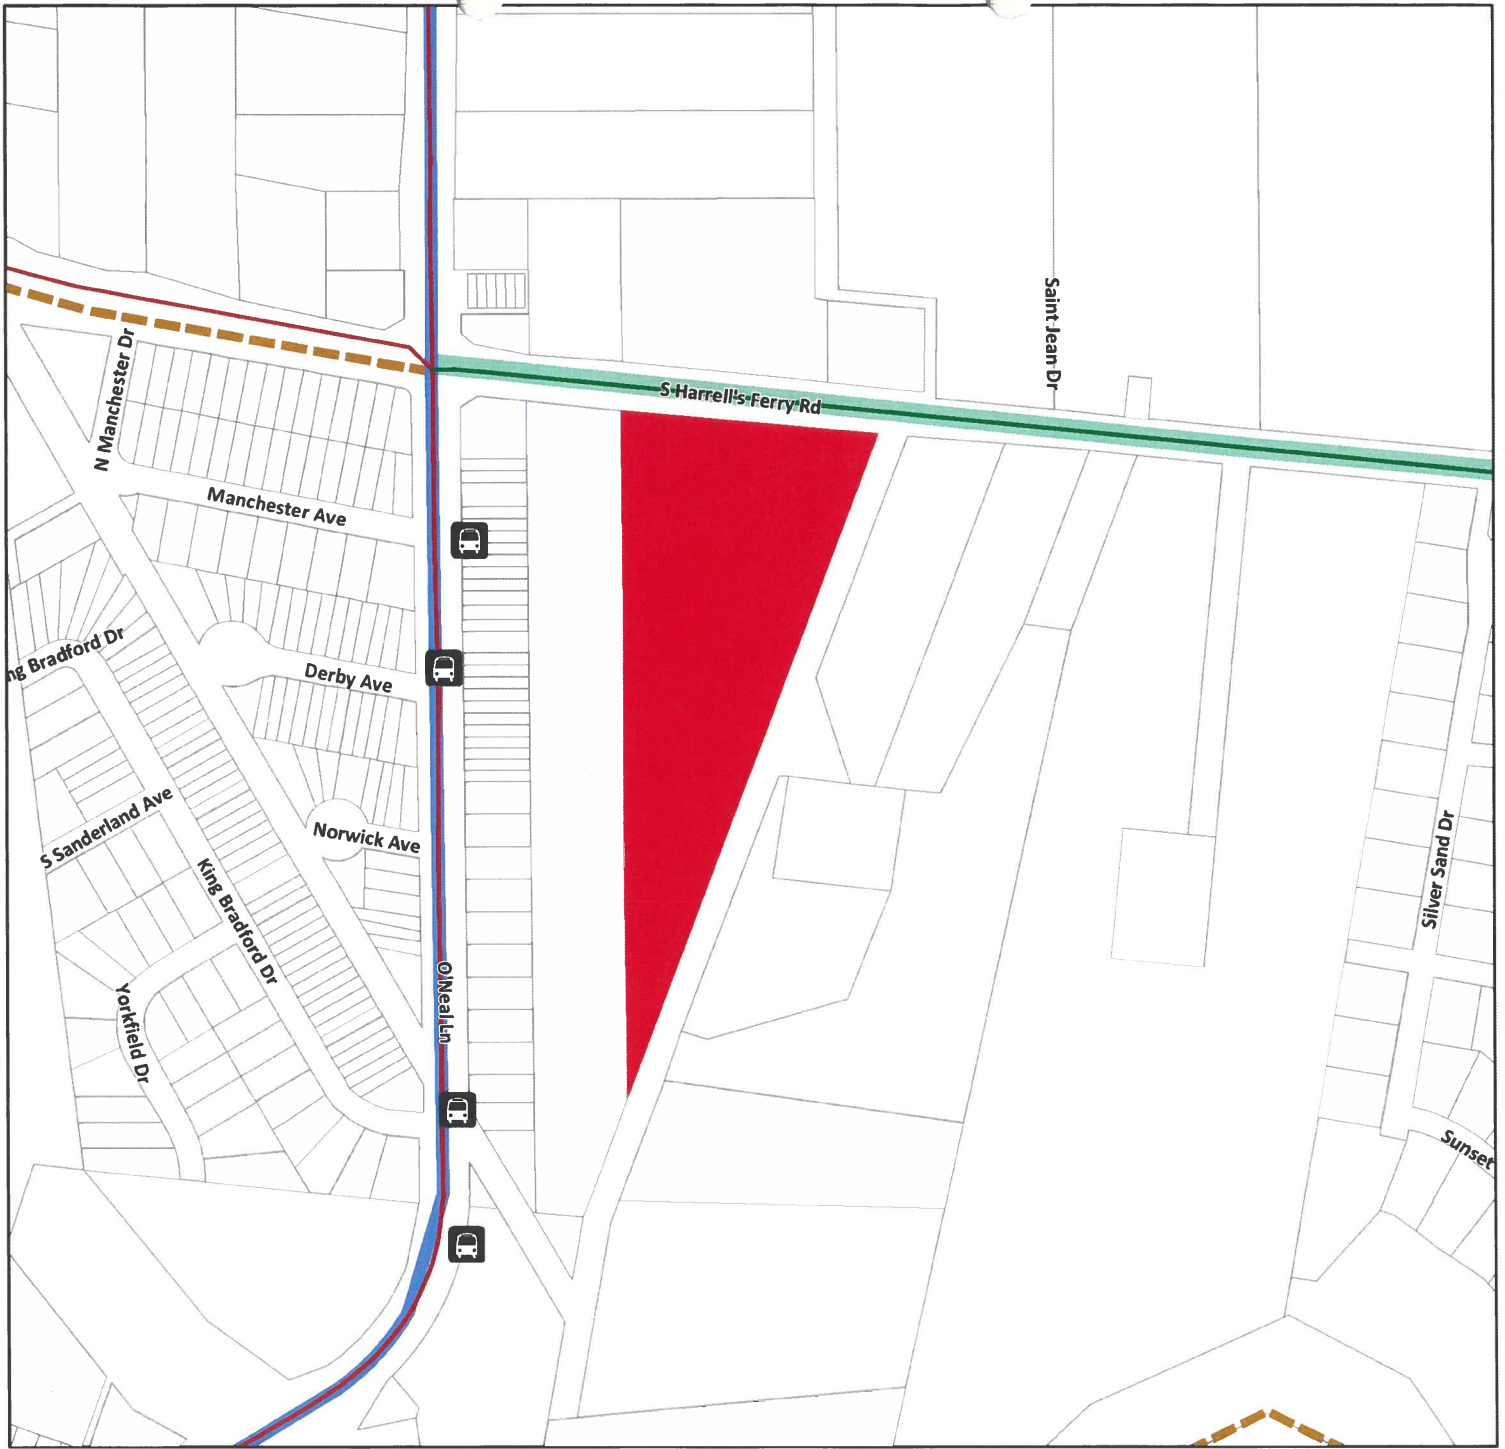 Saint Jean Dr
N Manchester Dr
S Harrell's Ferry Rd
Manchester Ave
ng Bradford Dr
Derby Ave
S Sanderland Ave
Norwick Ave
King Bradford Dr
Silver Sand Dr
O'Neal Ln
Yorkfield Dr
Sunset